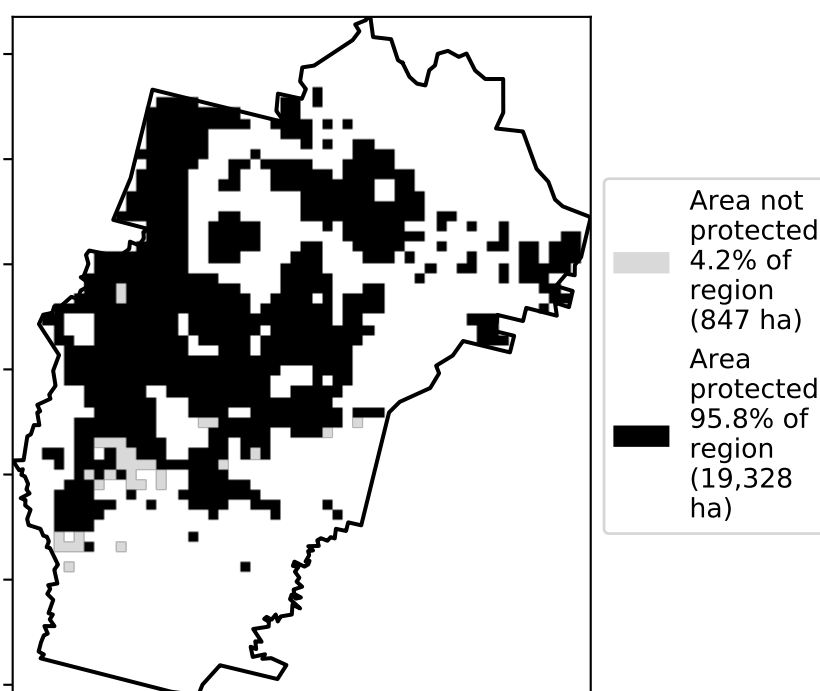 Area not
protected
4.2% of
region
(847 ha)
Area
protected
95.8% of
region
(19,328
ha)